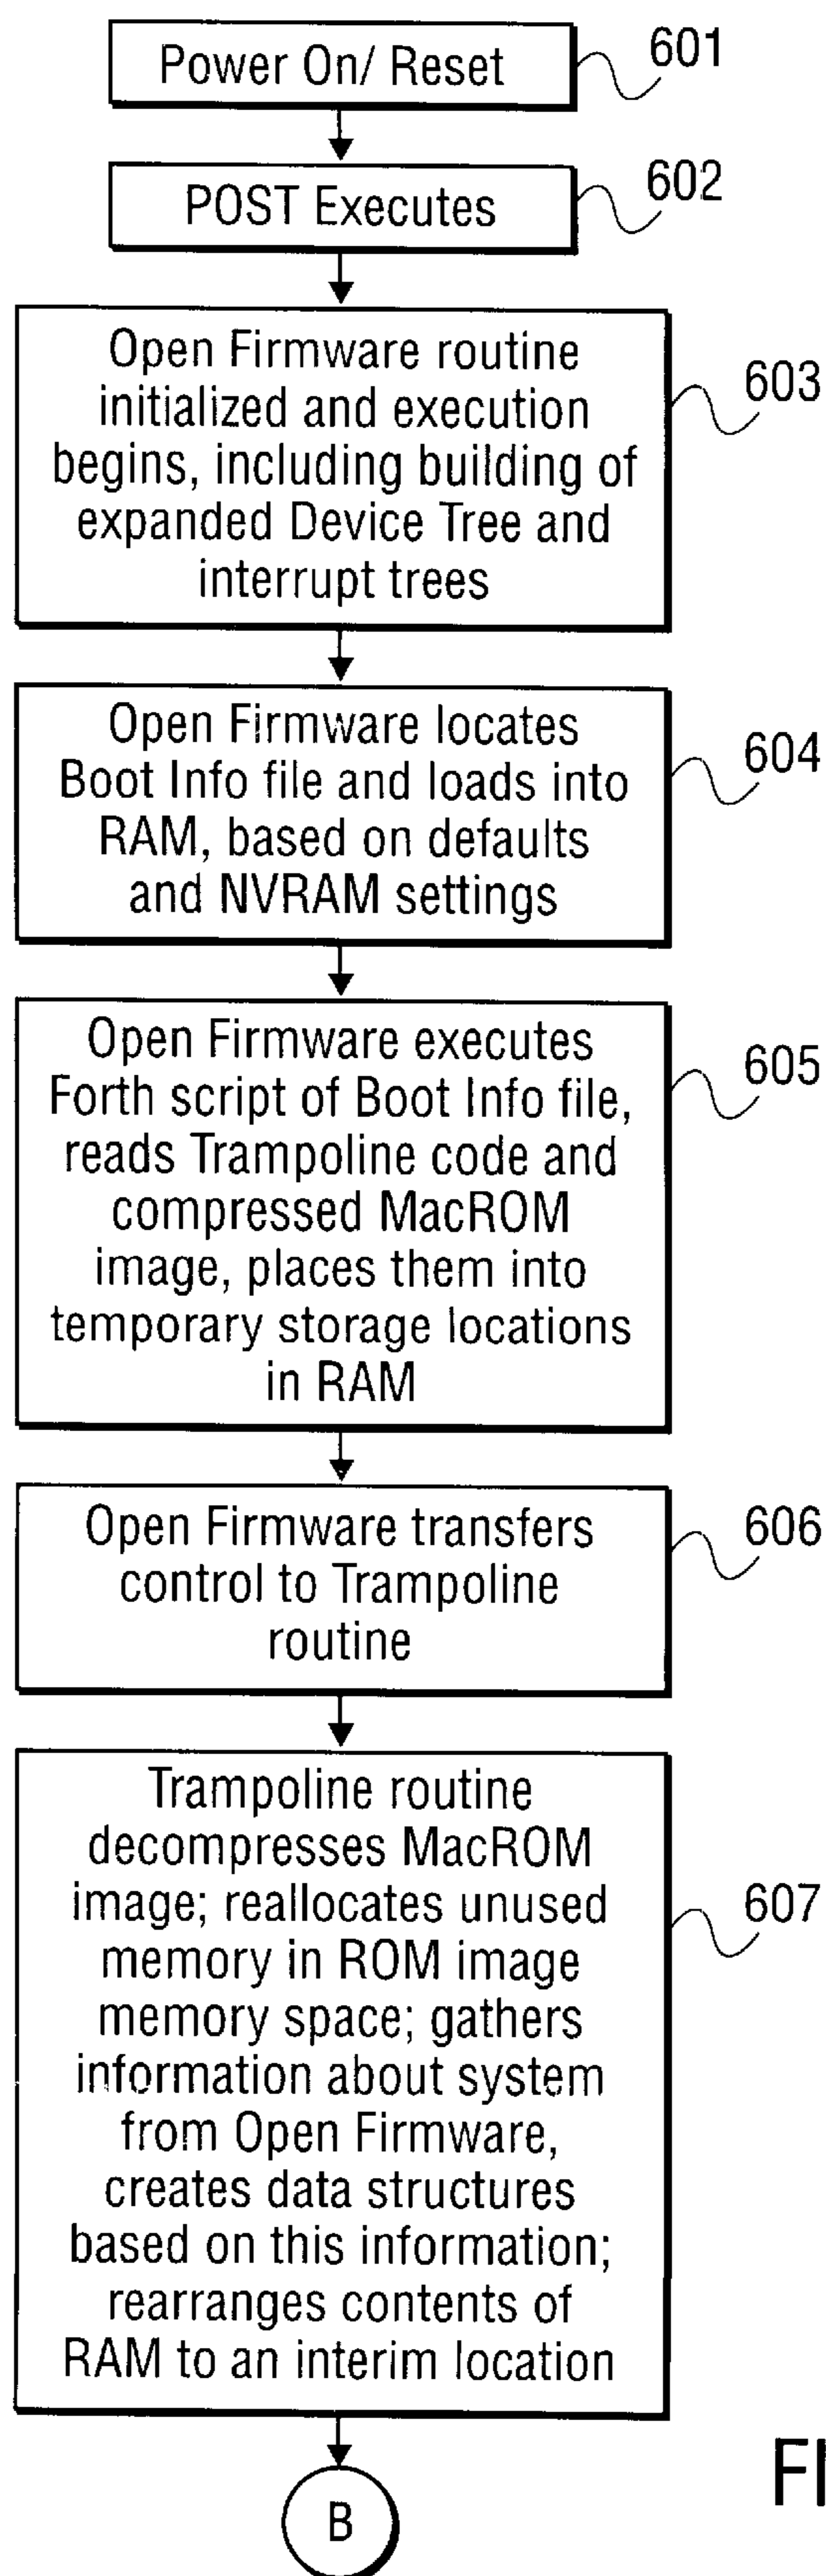 Power On/ Reset
601
POST Executes
602
Open Firmware routine
initialized and execution
begins, including building of
expanded Device Tree and
interrupt trees
603
Open Firmware locates
Boot Info file and loads into
RAM, based on defaults
and NVRAM settings
604
Open Firmware executes
Forth script of Boot Info file,
reads Trampoline code and
compressed MacROM
image, places them into
temporary storage locations
in RAM
605
Open Firmware transfers
control to Trampoline
routine
606
Trampoline routine
decompresses MacROM
image; reallocates unused
memory in ROM image
memory space; gathers
information about system
from Open Firmware,
creates data structures
based on this information;
rearranges contents of
RAM to an interim location
607
B
FI